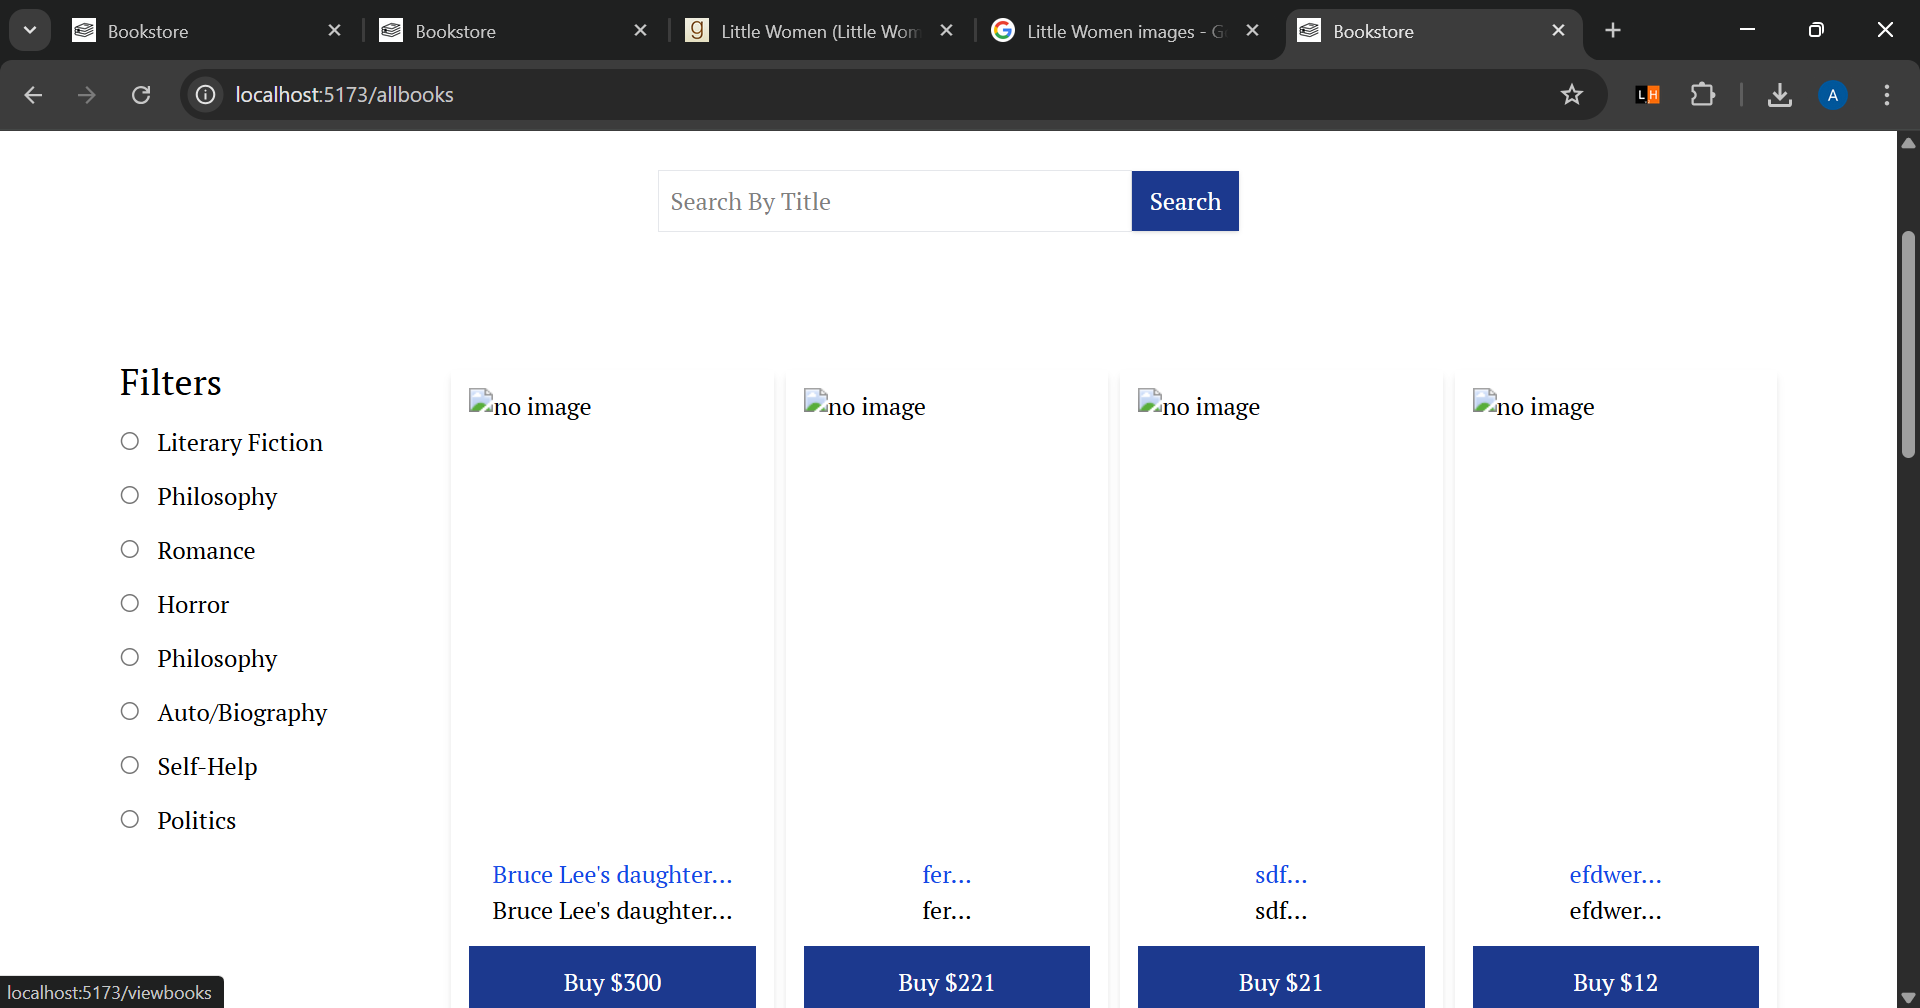 Bookstore
Bookstore
Little Women (Little Wom
Little Women images - G
Bookstore
localhost:5173/allbooks
L H
A
Search By Title
Search
Filters
Literary Fiction
Philosophy
Romance
Horror
Philosophy
Auto/Biography
Self-Help
Politics
no image
no image
no image
no image
Bruce Lee's daughter...
fer...
sdf...
efdwer...
Bruce Lee's daughter...
fer...
sdf...
efdwer...
Buy $300
Buy $221
Buy $21
Buy $12
localhost:5173/viewbooks